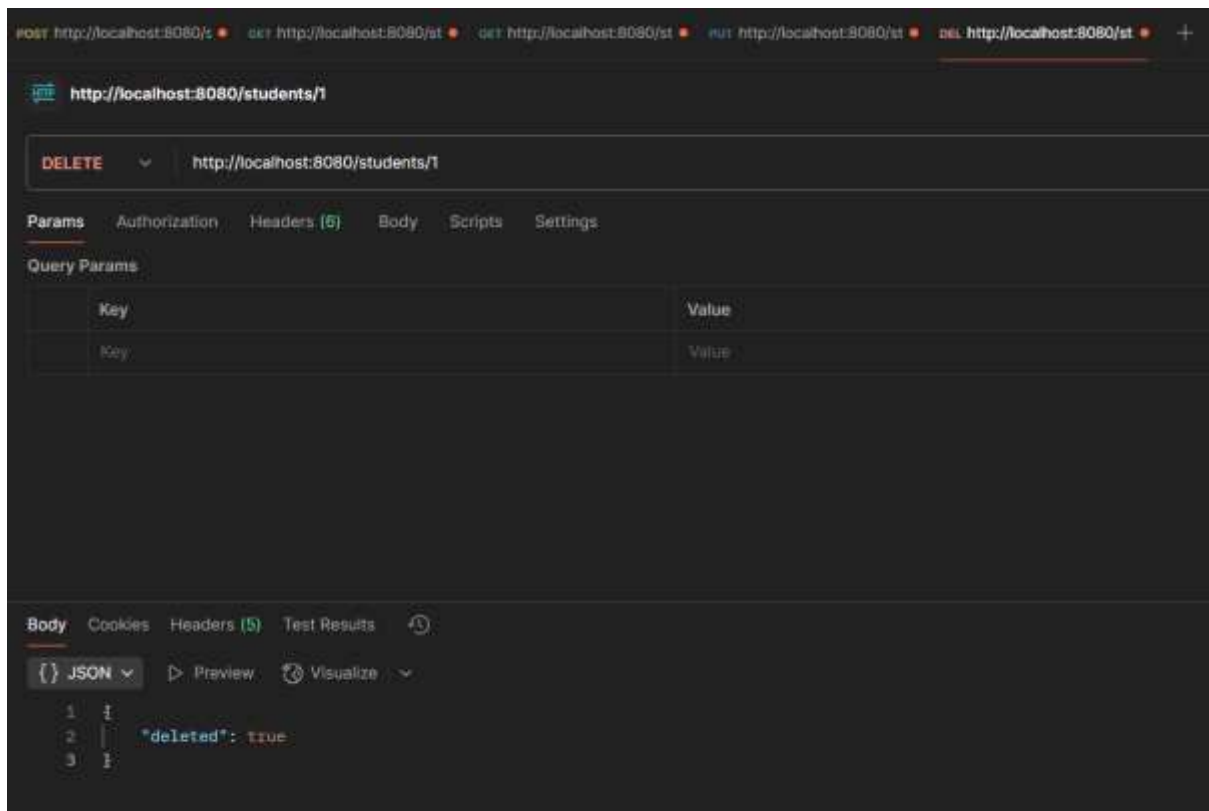 POST http://localhost:8080/s GET http://localhost:8080/st GET http://localhost:8080/st PUT http://localhost:8080/st DEL http://localhost:8080/st +
HTTP http://localhost:8080/students/1
DELETE http://localhost:8080/students/1
Params Authorization Headers (6) Body Scripts Settings
Query Params
Key Value
Key Value
Body Cookies Headers (5) Test Results
{} JSON Preview Visualize
1 {
2 "deleted": true
3 }